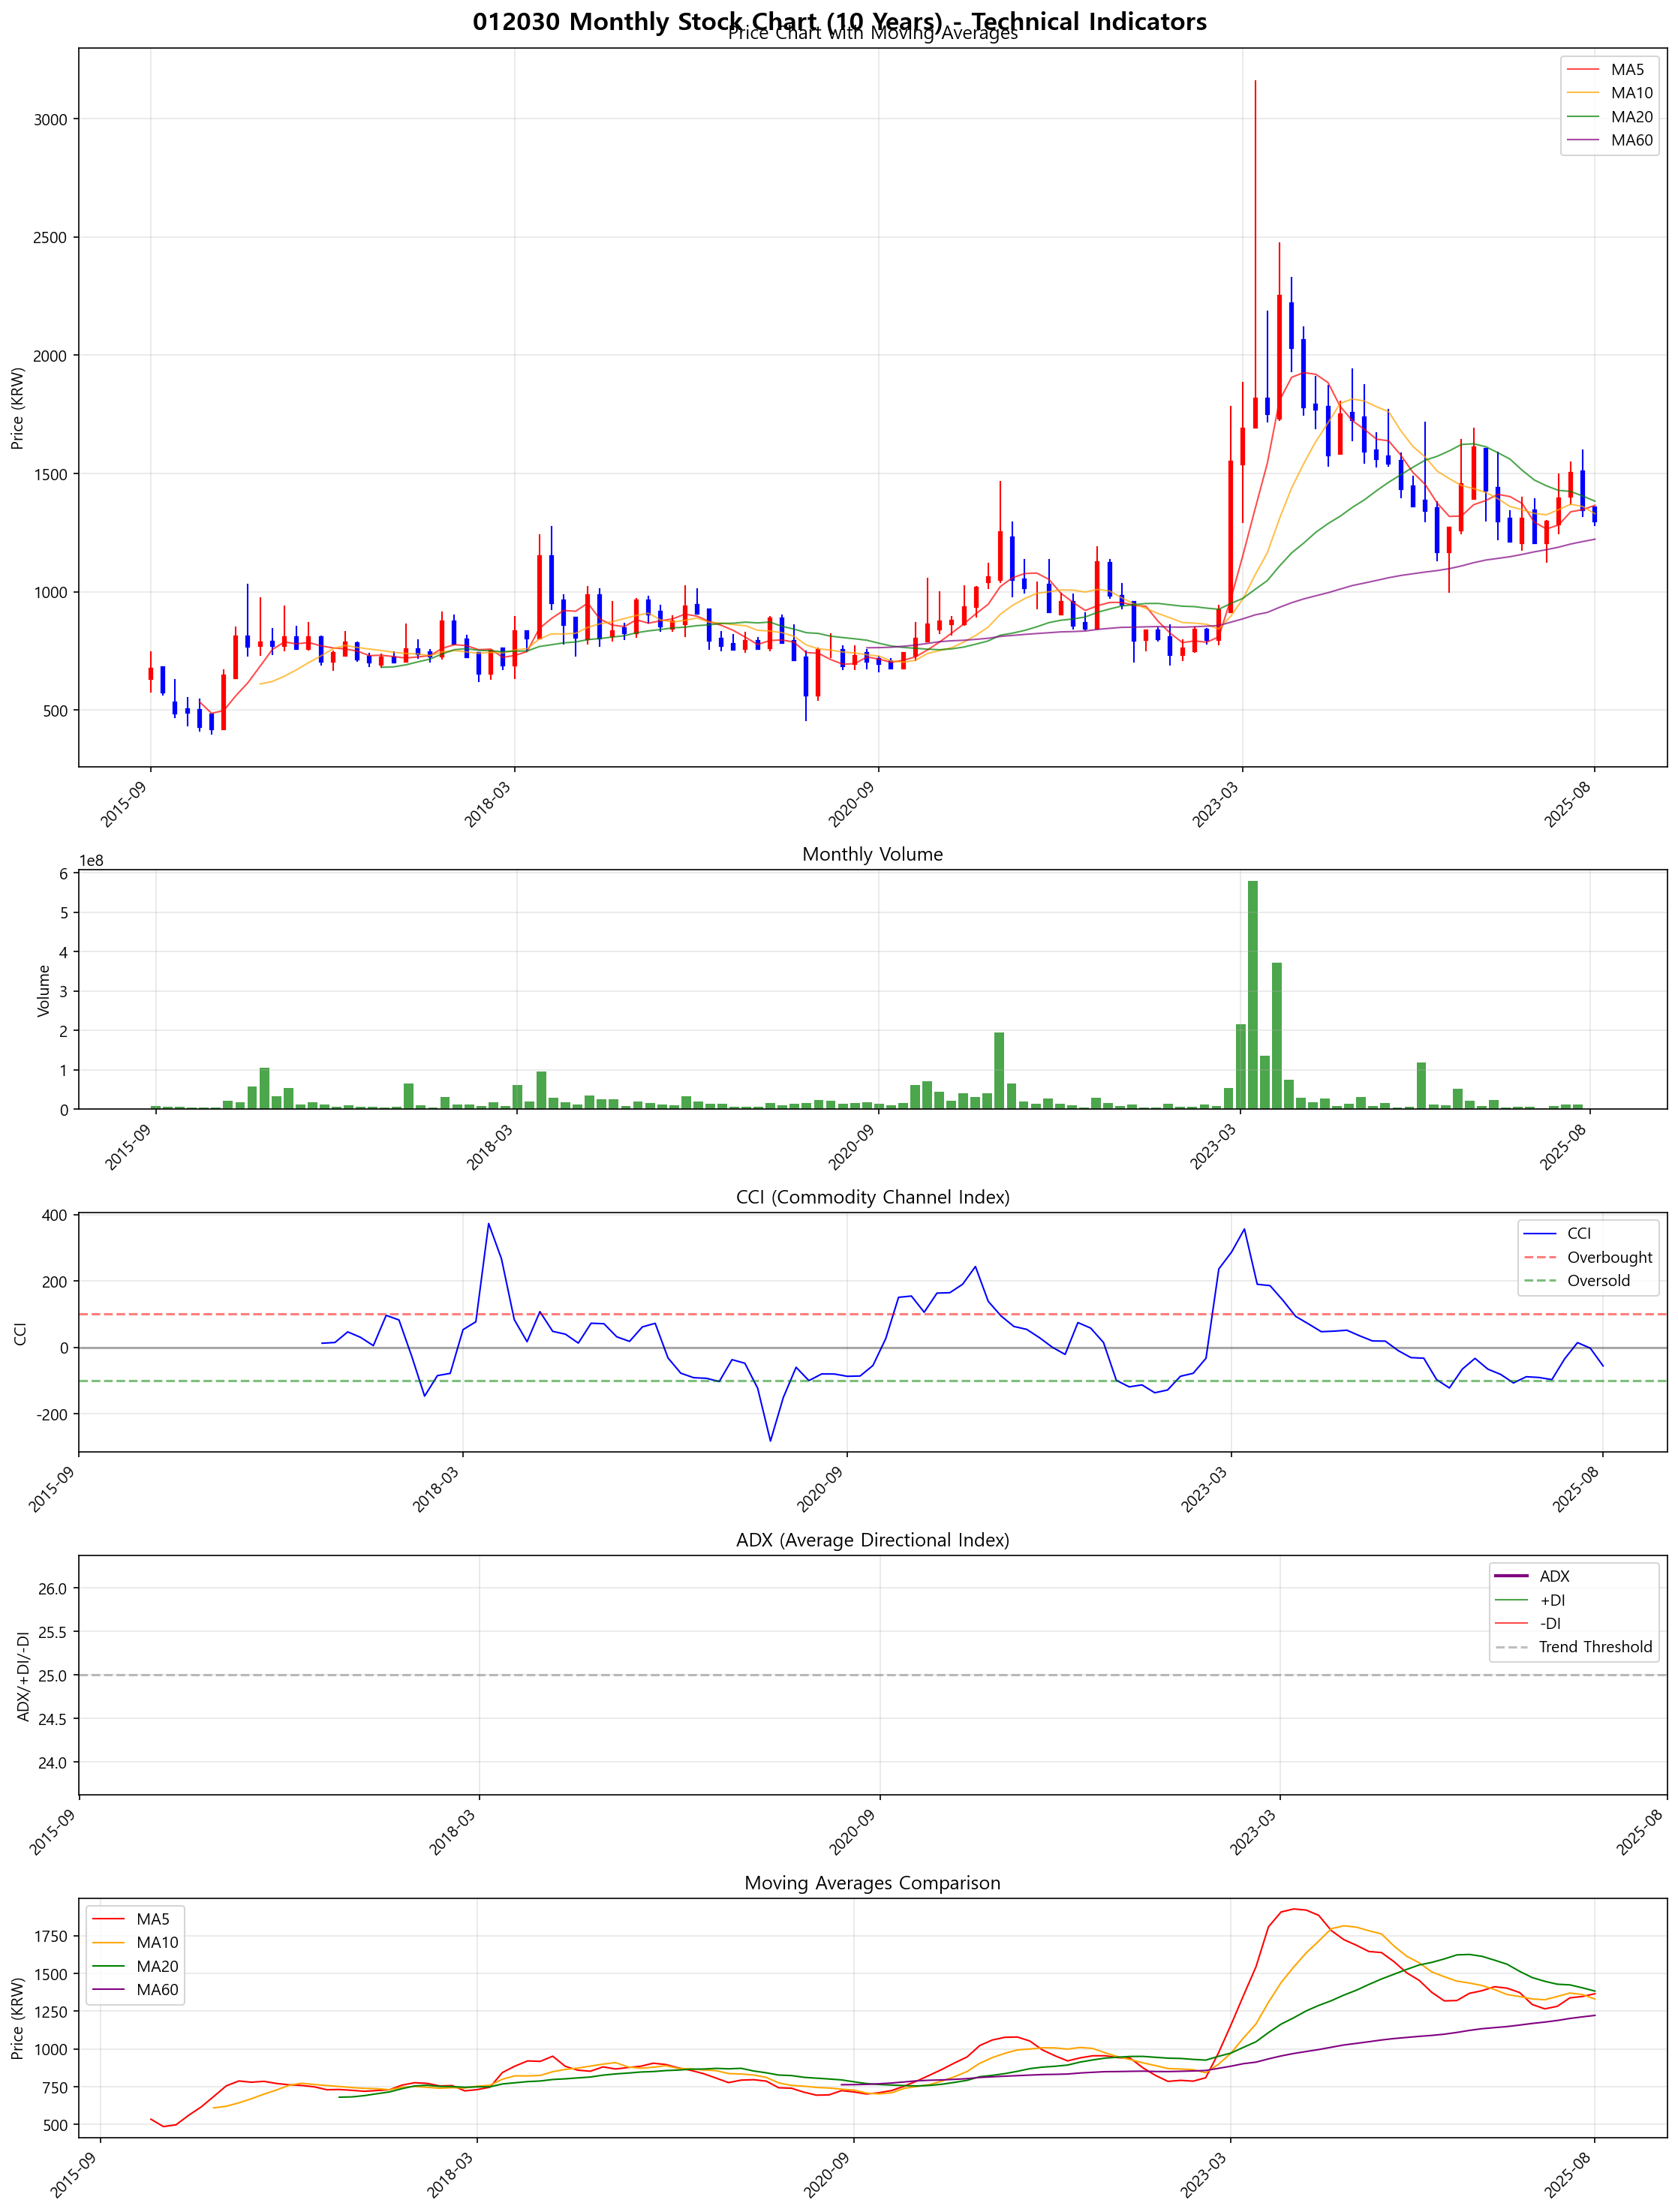 012030 Monthly Stock Chart (10 Years) - Technical Indicators
Price Chart with Moving Averages
MA5
MA10
MA20
MA60
Price (KRW)
3000
2500
2000
1500
1000
500
2015-09
2018-03
2020-09
2023-03
2025-08
Monthly Volume
1e8
Volume
6
5
4
3
2
1
0
2015-09
2018-03
2020-09
2023-03
2025-08
CCI (Commodity Channel Index)
CCI
Overbought
Oversold
CCI
400
200
0
-200
2015-09
2018-03
2020-09
2023-03
2025-08
ADX (Average Directional Index)
ADX
+DI
-DI
Trend Threshold
ADX/+DI/-DI
26.0
25.5
25.0
24.5
24.0
2015-09
2018-03
2020-09
2023-03
2025-08
Moving Averages Comparison
MA5
MA10
MA20
MA60
Price (KRW)
1750
1500
1250
1000
750
500
2015-09
2018-03
2020-09
2023-03
2025-08